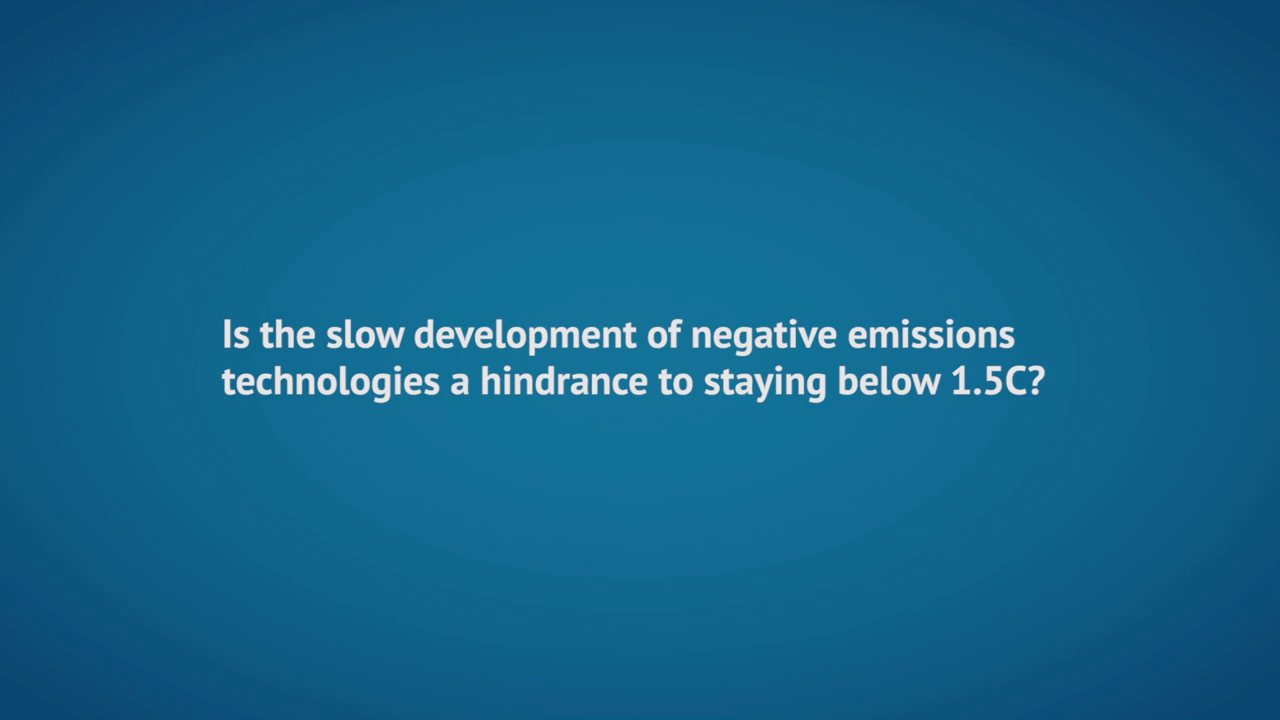 Is the slow development of negative emissions
technologies a hindrance to staying below 1.5C?